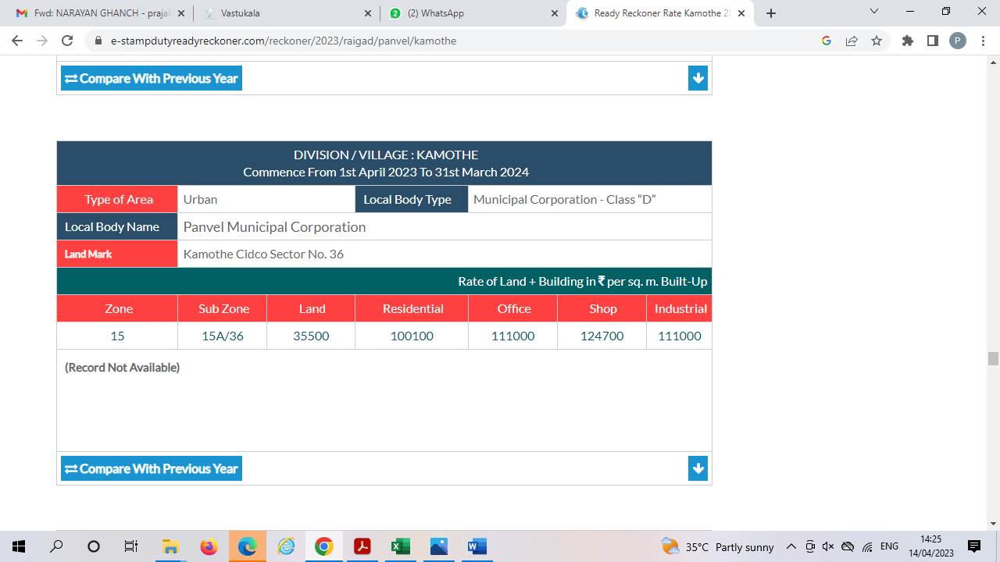 Fwd: NARAYAN GHANCH - praja
Vastukala
(2) WhatsApp
Ready Reckoner Rate Kamothe 2
e-stampdutyreadyreckoner.com/reckoner/2023/raigad/panvel/kamothe
P
Compare With Previous Year
DIVISION / VILLAGE : KAMOTHE
Commence From 1st April 2023 To 31st March 2024
Type of Area Urban Local Body Type Municipal Corporation - Class “D”
Local Body Name Panvel Municipal Corporation
Land Mark Kamothe Cidco Sector No. 36
Rate of Land + Building in ₹ per sq. m. Built-Up
Zone Sub Zone Land Residential Office Shop Industrial
15 15A/36 35500 100100 111000 124700 111000
(Record Not Available)
Compare With Previous Year
35°C Partly sunny
ENG
14:25
14/04/2023